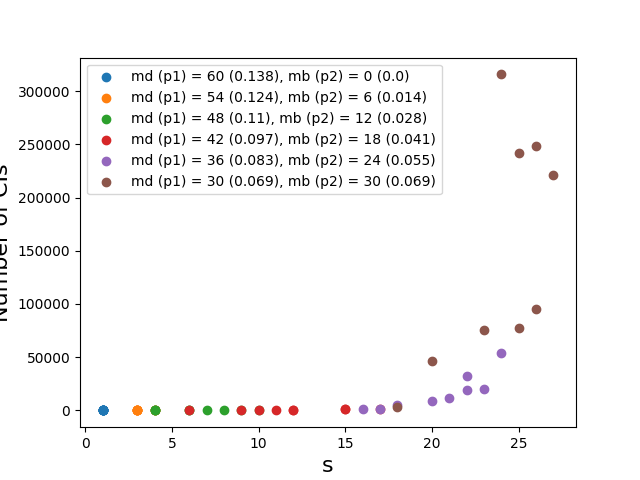 md (p1) = 60 (0.138), mb (p2) = 0 (0.0)
md (p1) = 54 (0.124), mb (p2) = 6 (0.014)
md (p1) = 48 (0.11), mb (p2) = 12 (0.028)
md (p1) = 42 (0.097), mb (p2) = 18 (0.041)
md (p1) = 36 (0.083), mb (p2) = 24 (0.055)
md (p1) = 30 (0.069), mb (p2) = 30 (0.069)
300000
250000
200000
150000
100000
50000
0
Number of CIs
0 5 10 15 20 25
s